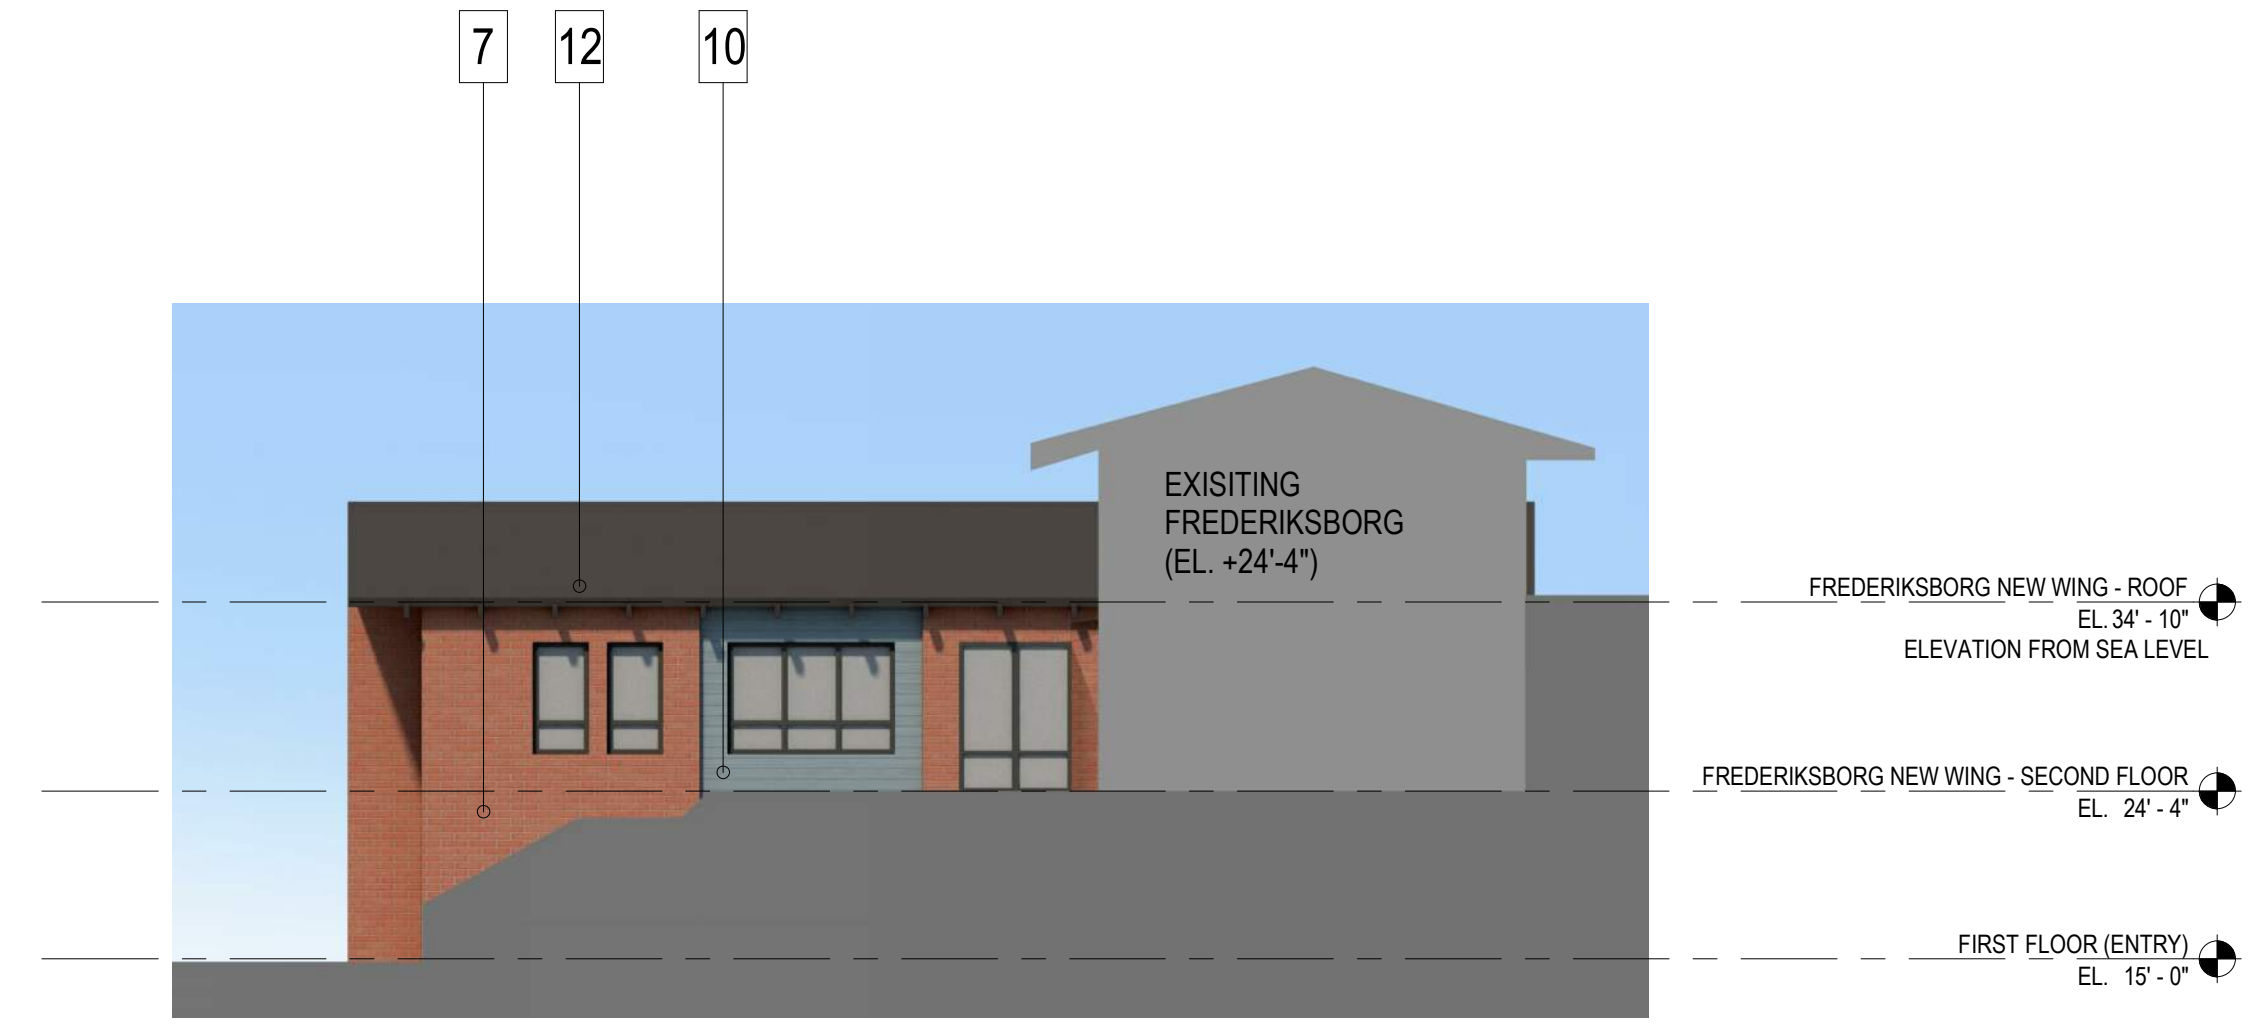 7 12 10
EXISITING
FREDERIKSBORG
(EL. +24'-4")
FREDERIKSBORG NEW WING - ROOF
EL. 34' - 10"
ELEVATION FROM SEA LEVEL
FREDERIKSBORG NEW WING - SECOND FLOOR
EL. 24' - 4"
FIRST FLOOR (ENTRY)
EL. 15' - 0"